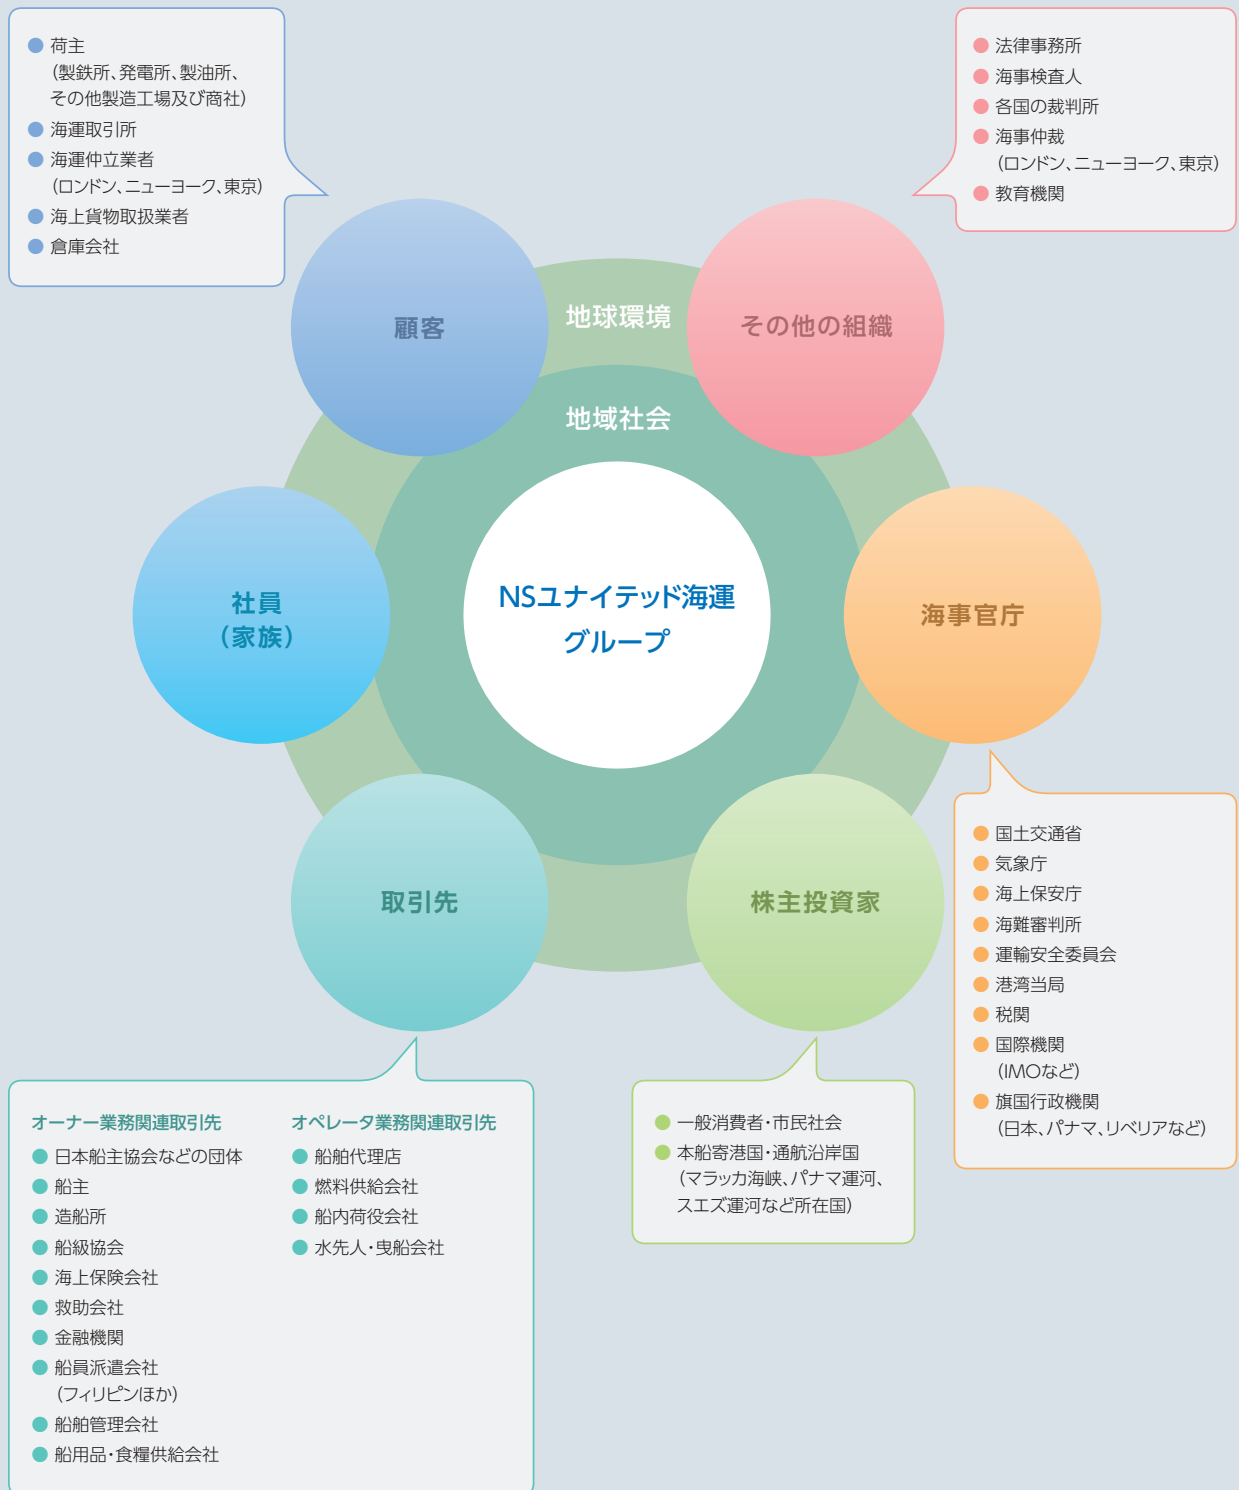 荷主
（製鉄所、発電所、製油所、
その他製造工場及び商社）
海運取引所
海運仲立業者
（ロンドン、ニューヨーク、東京）
海上貨物取扱業者
倉庫会社
法律事務所
海事検査人
各国の裁判所
海事仲裁
（ロンドン、ニューヨーク、東京）
教育機関
顧客
地球環境
その他の組織
地域社会
社員
（家族）
NSユナイテッド海運
グループ
海事官庁
取引先
株主投資家
国土交通省
気象庁
海上保安庁
海難審判所
運輸安全委員会
港湾当局
税関
国際機関
（IMOなど）
旗国行政機関
（日本、パナマ、リベリアなど）
オーナー業務関連取引先
日本船主協会などの団体
船主
造船所
船級協会
海上保険会社
救助会社
金融機関
船員派遣会社
（フィリピンほか）
船舶管理会社
船用品・食糧供給会社
オペレータ業務関連取引先
船舶代理店
燃料供給会社
船内荷役会社
水先人・曳船会社
一般消費者・市民社会
本船寄港国・通航沿岸国
（マラッカ海峡、パナマ運河、
スエズ運河など所在国）